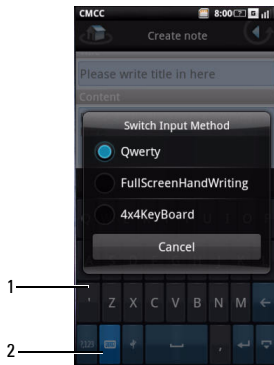 CMCC 8:00
Create note
Please write title in here
Content
Switch Input Method
Qwerty
FullScreenHandWriting
4x4KeyBoard
Cancel
1
' Z X C V B N M
2
,